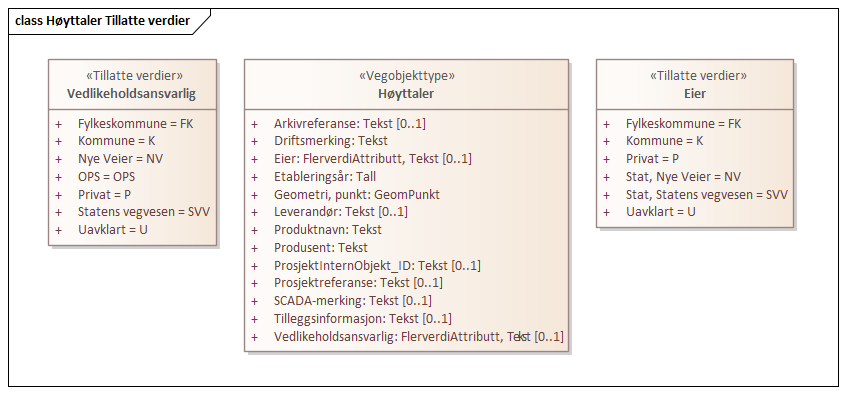 class Høyttaler Tillatte verdier
«Tillatte verdier»
Vedlikeholdsansvarlig
+ Fylkeskommune = FK
+ Kommune = K
+ Nye Veier = NV
+ OPS = OPS
+ Privat = P
+ Statens vegvesen = SVV
+ Uavklart = U
«Vegobjekttype»
Høyttaler
+ Arkivreferanse: Tekst [0..1]
+ Driftsmerking: Tekst
+ Eier: FlerverdiAttributt, Tekst [0..1]
+ Etableringsår: Tall
+ Geometri, punkt: GeomPunkt
+ Leverandør: Tekst [0..1]
+ Produktnavn: Tekst
+ Produsent: Tekst
+ ProsjektInternObjekt_ID: Tekst [0..1]
+ Prosjektreferanse: Tekst [0..1]
+ SCADA-merking: Tekst [0..1]
+ Tilleggsinformasjon: Tekst [0..1]
+ Vedlikeholdsansvarlig: FlerverdiAttributt, Tekst [0..1]
«Tillatte verdier»
Eier
+ Fylkeskommune = FK
+ Kommune = K
+ Privat = P
+ Stat, Nye Veier = NV
+ Stat, Statens vegvesen = SVV
+ Uavklart = U